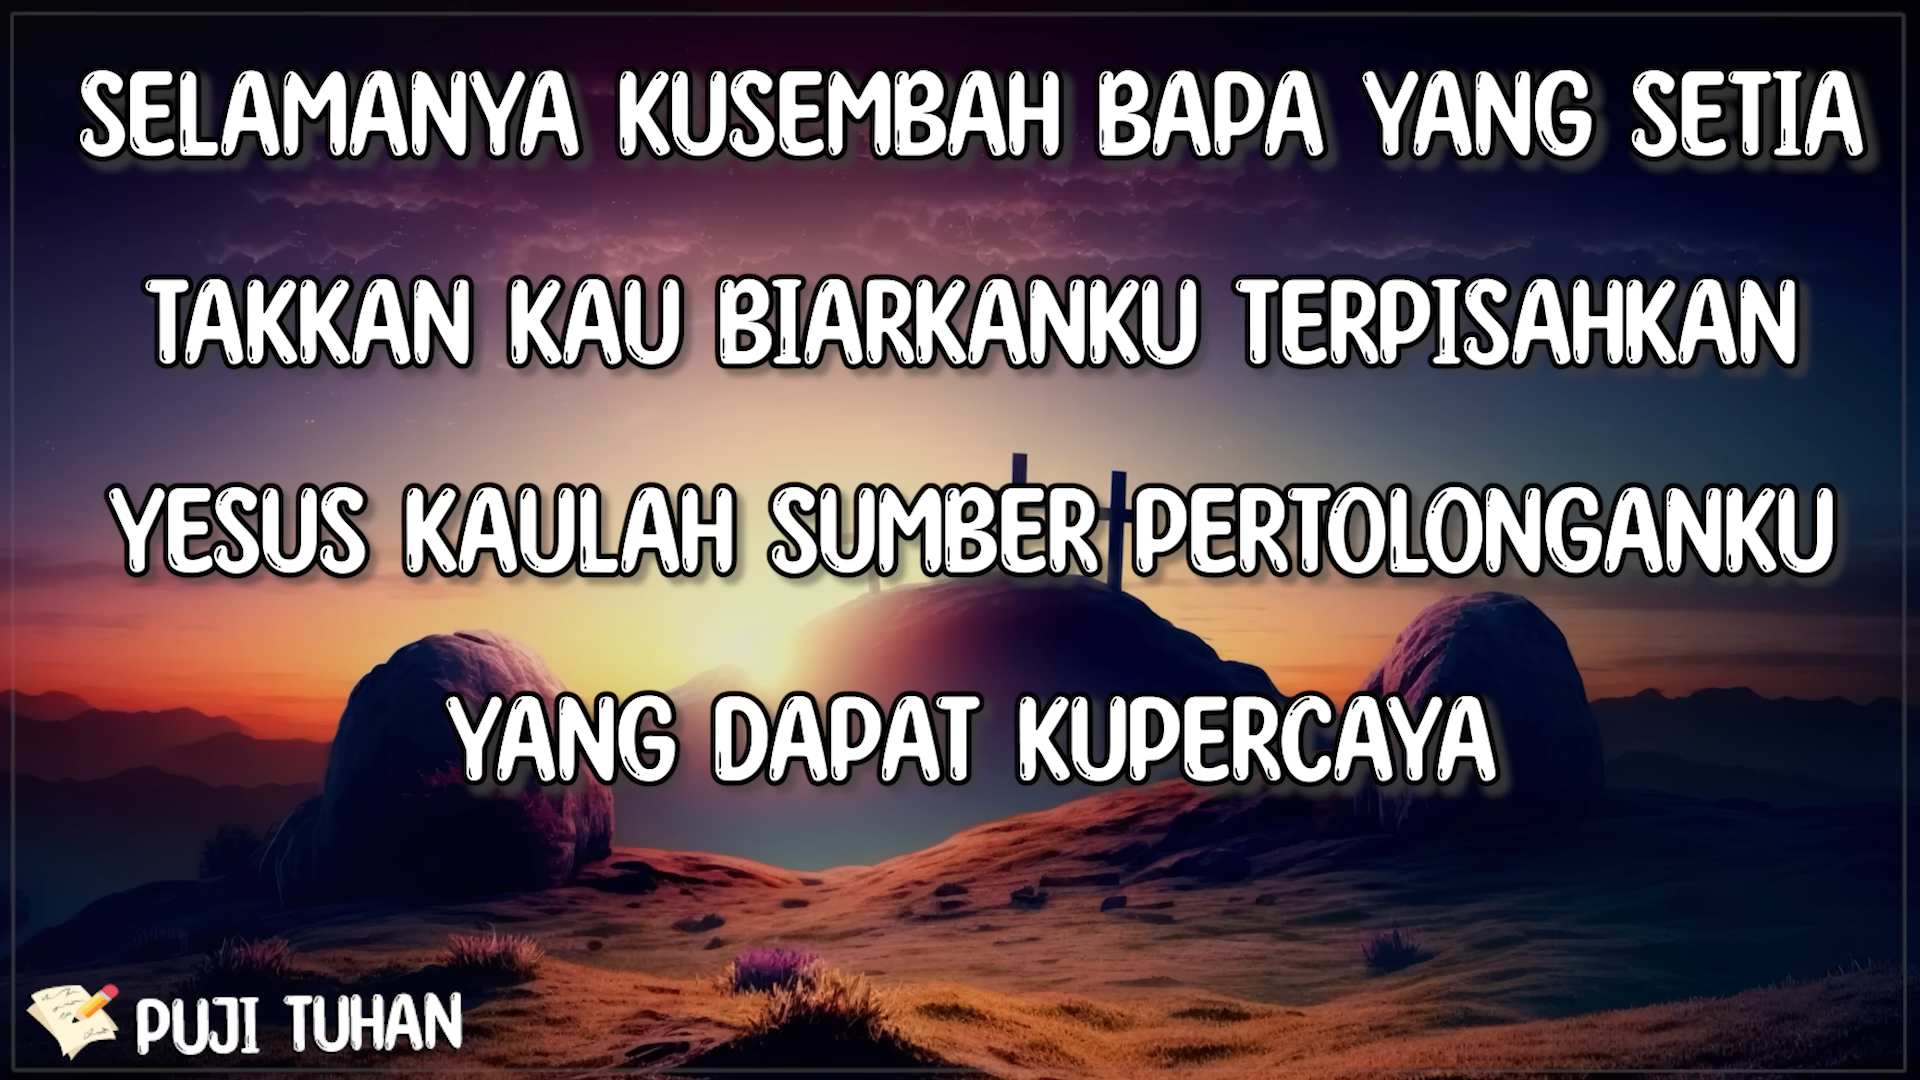 SELAMANYA KUSEMBAH BAPA YANG SETIA
TAKKAN KAU BIARKANKU TERPISAHKAN
YESUS KAULAH SUMBER PERTOLONGANKU
YANG DAPAT KUPERCAYA
PUJI TUHAN